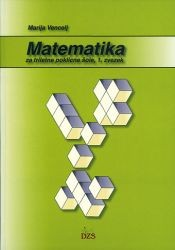 Marija Vencelj
Matematika
za triletne poklicne šole, 1. zvezek
DZS